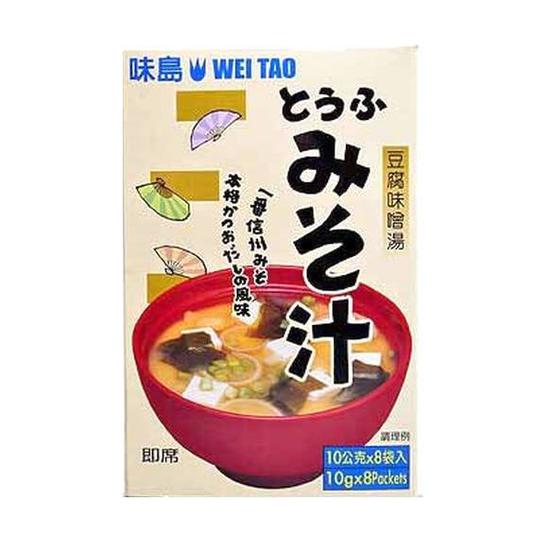 味島 WEI TAO
とうふ
みそ汁
豆腐味噌湯
一番信州みそ
本格かつおだしの風味
調理例
即席
10公克x8袋入
10gx8Packets